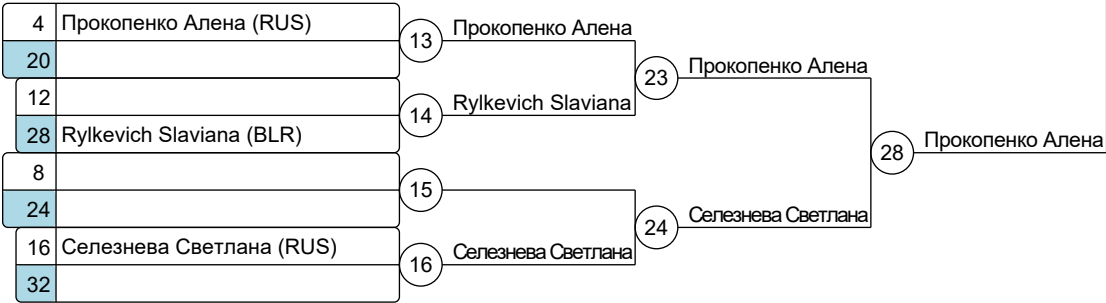 4 Прокопенко Алена (RUS)
20
13 Прокопенко Алена
12
28 Rylkevich Slaviana (BLR)
14 Rylkevich Slaviana
23 Прокопенко Алена
8
24
15
16 Селезнева Светлана (RUS)
32
16 Селезнева Светлана
24 Селезнева Светлана
28 Прокопенко Алена